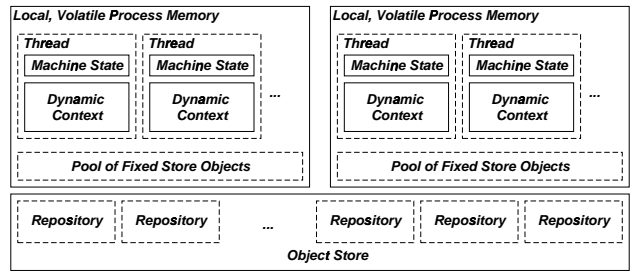 Local, Volatile Process Memory
Thread Thread
Machine State Machine State
Dynamic Context Dynamic Context
...
Pool of Fixed Store Objects
Local, Volatile Process Memory
Thread Thread
Machine State Machine State
Dynamic Context Dynamic Context
...
Pool of Fixed Store Objects
Repository Repository ... Repository Repository Repository
Object Store